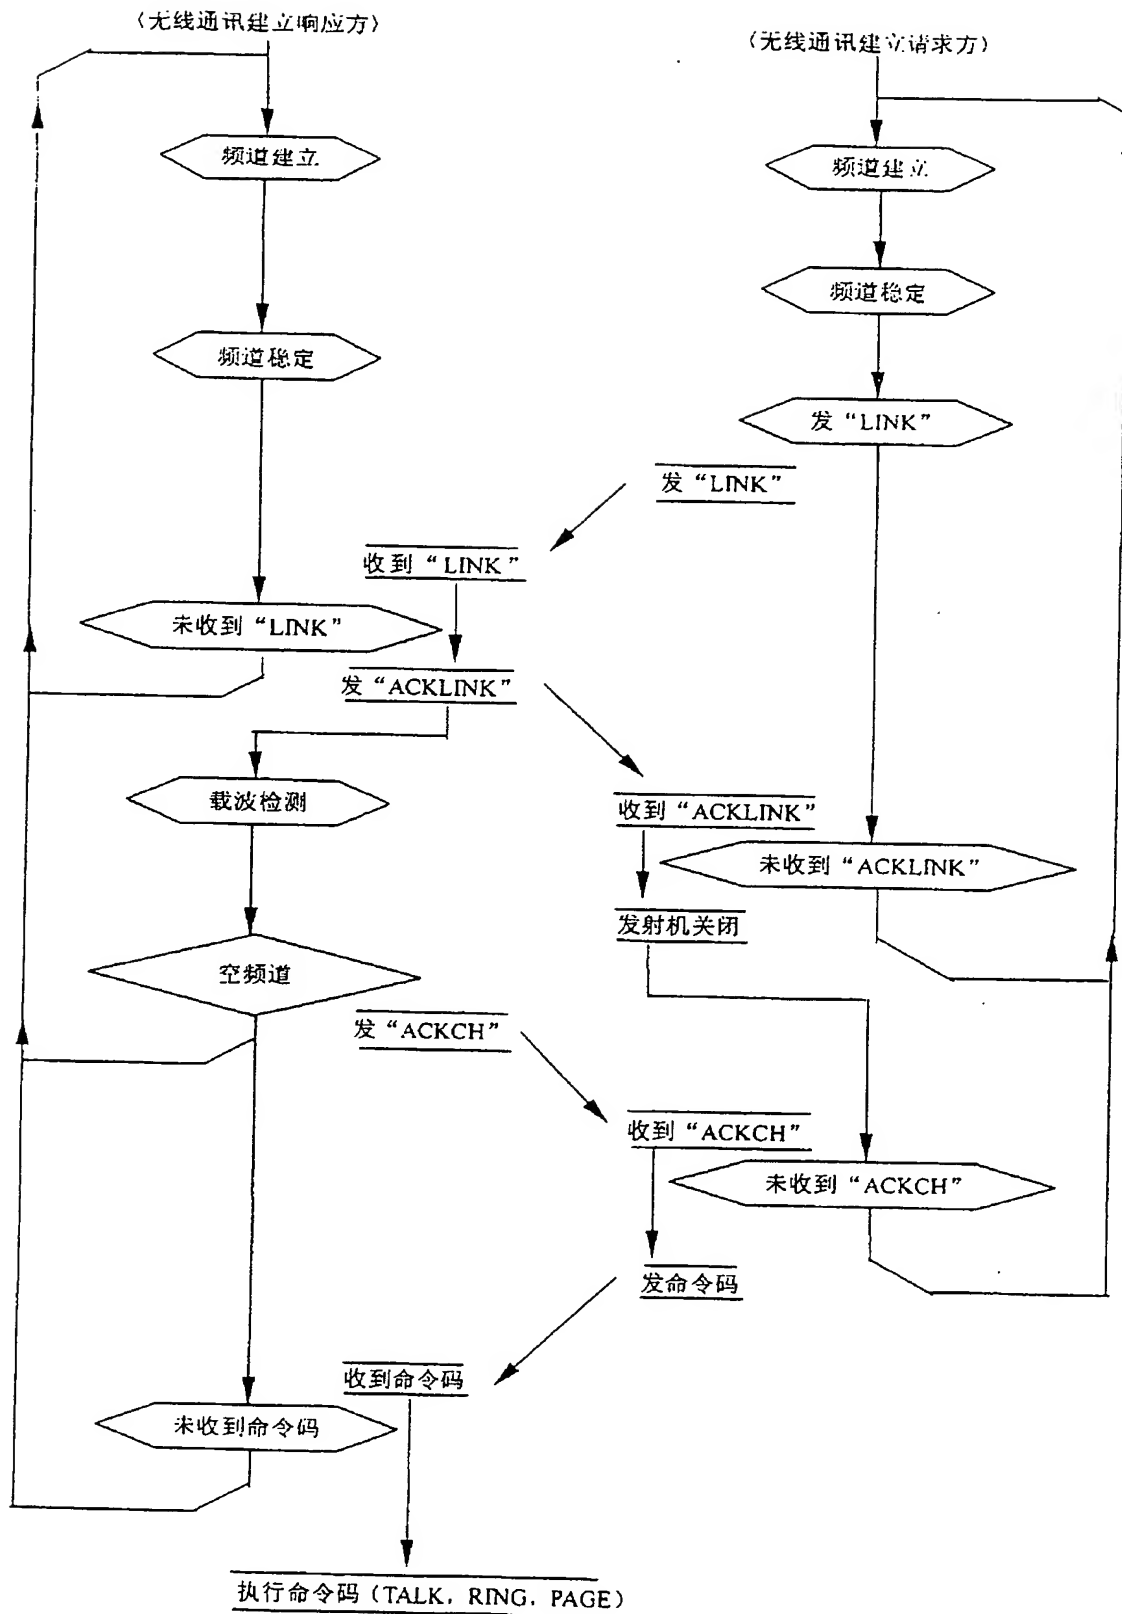 （无线通讯建立响应方）
（无线通讯建立请求方）
频道建立
频道建立
频道稳定
频道稳定
发“LINK”
发“LINK”
收到“LINK”
未收到“LINK”
发“ACKLINK”
载波检测
收到“ACKLINK”
未收到“ACKLINK”
发射机关闭
空频道
发“ACKCH”
收到“ACKCH”
未收到“ACKCH”
发命令码
收到命令码
未收到命令码
执行命令码（TALK，RING，PAGE）